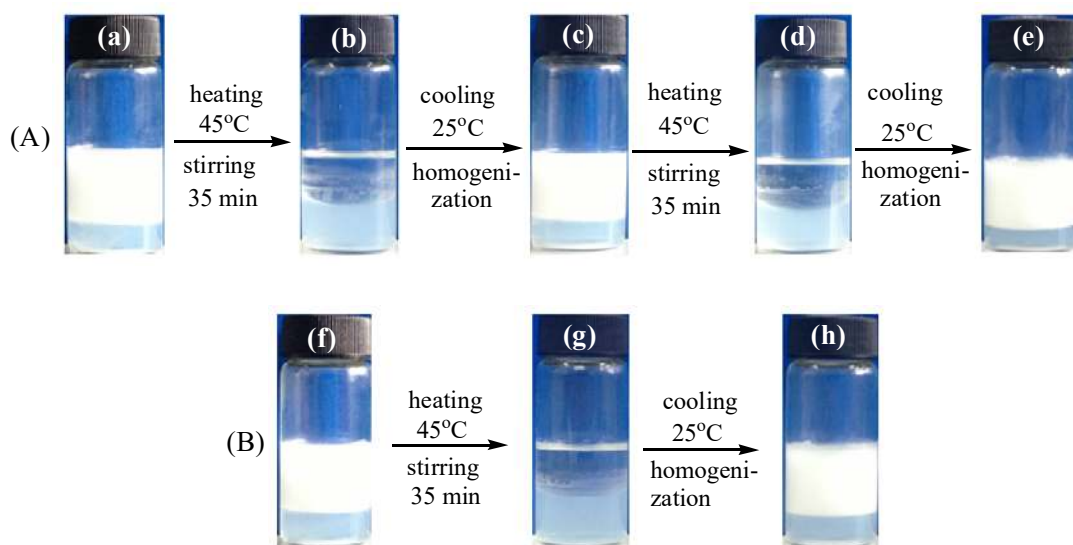 (a)
(b)
(c)
(d)
(e)
(A)
heating
45°C
stirring
35 min
cooling
25°C
homogeni-
zation
heating
45°C
stirring
35 min
cooling
25°C
homogeni-
zation
(f)
(g)
(h)
(B)
heating
45°C
stirring
35 min
cooling
25°C
homogeni-
zation